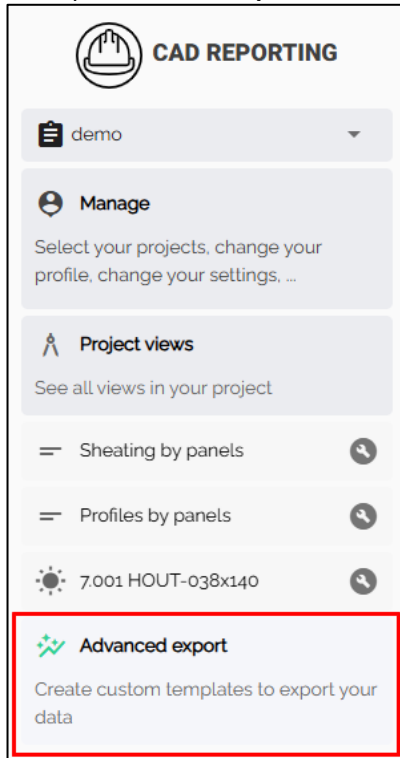 CAD REPORTING
demo
Manage
Select your projects, change your
profile, change your settings, ...
Project views
See all views in your project
Sheating by panels
Profiles by panels
7.001 HOUT-038x140
Advanced export
Create custom templates to export your
data